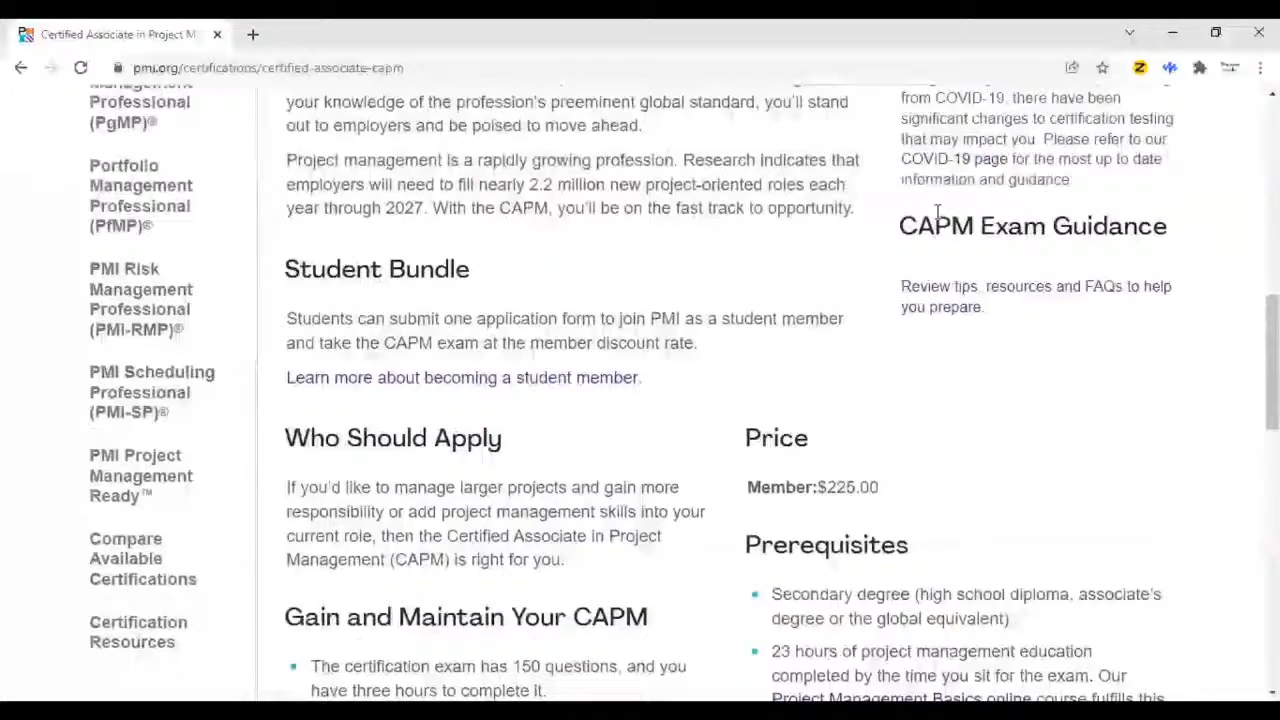 Certified Associate in Project M
pmi.org/certifications/certified-associate-capm
Management
Professional
(PgMP)®
Portfolio
Management
Professional
(PfMP)®
PMI Risk
Management
Professional
(PMI-RMP)®
PMI Scheduling
Professional
(PMI-SP)®
PMI Project
Management
Ready™
Compare
Available
Certifications
Certification
Resources
your knowledge of the profession's preeminent global standard, you'll stand
out to employers and be poised to move ahead.
Project management is a rapidly growing profession. Research indicates that
employers will need to fill nearly 2.2 million new project-oriented roles each
year through 2027. With the CAPM, you'll be on the fast track to opportunity.
Student Bundle
Students can submit one application form to join PMI as a student member
and take the CAPM exam at the member discount rate.
Learn more about becoming a student member.
Who Should Apply
If you'd like to manage larger projects and gain more
responsibility or add project management skills into your
current role, then the Certified Associate in Project
Management (CAPM) is right for you.
Gain and Maintain Your CAPM
The certification exam has 150 questions, and you
have three hours to complete it.
from COVID-19, there have been
significant changes to certification testing
that may impact you. Please refer to our
COVID-19 page for the most up to date
information and guidance
CAPM Exam Guidance
Review tips, resources and FAQs to help
you prepare.
Price
Member:$225.00
Prerequisites
Secondary degree (high school diploma, associate's
degree or the global equivalent)
23 hours of project management education
completed by the time you sit for the exam. Our
Project Management Basics online course fulfills this